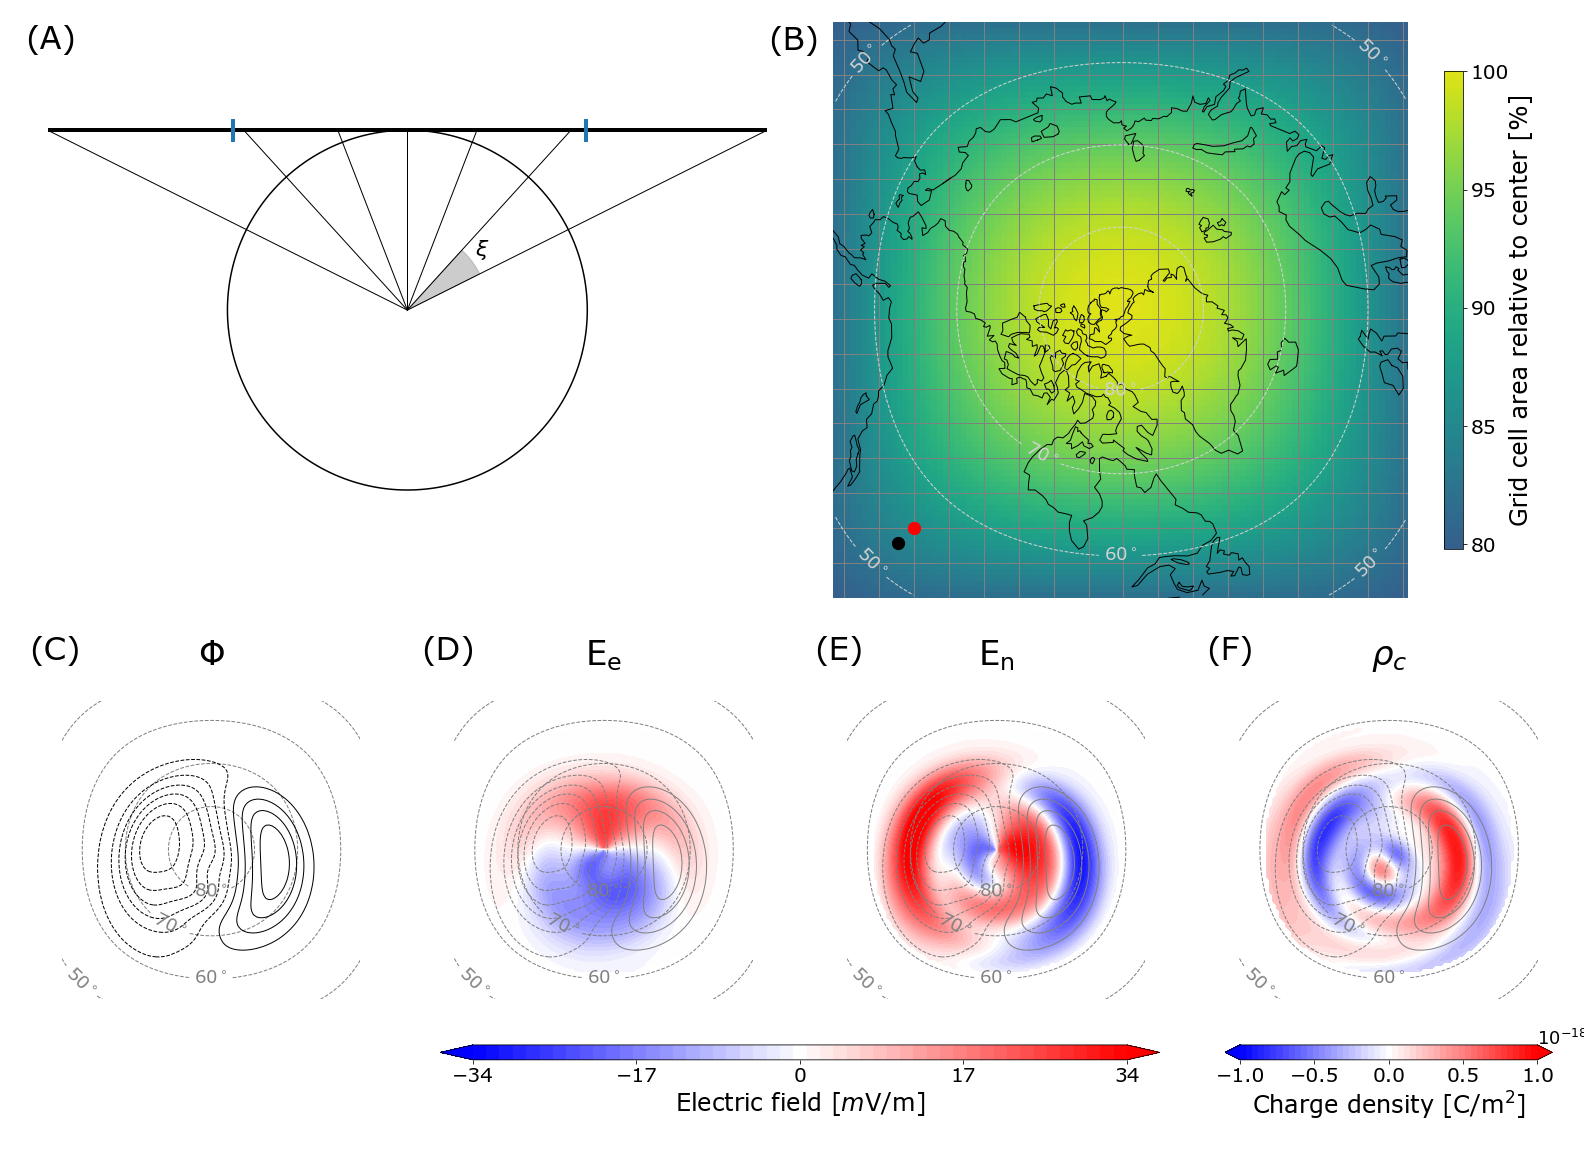 (A)
ξ
(B)
50°
50°
80°
70°
60°
50°
50°
100
95
90
85
80
Grid cell area relative to center [%]
(C) Φ
80°
70°
60°
50°
(D) Ee
80°
70°
60°
50°
(E) En
80°
70°
60°
50°
(F) ρc
80°
70°
60°
50°
−34 −17 0 17 34
Electric field [mV/m]
10⁻¹⁸
−1.0 −0.5 0.0 0.5 1.0
Charge density [C/m²]